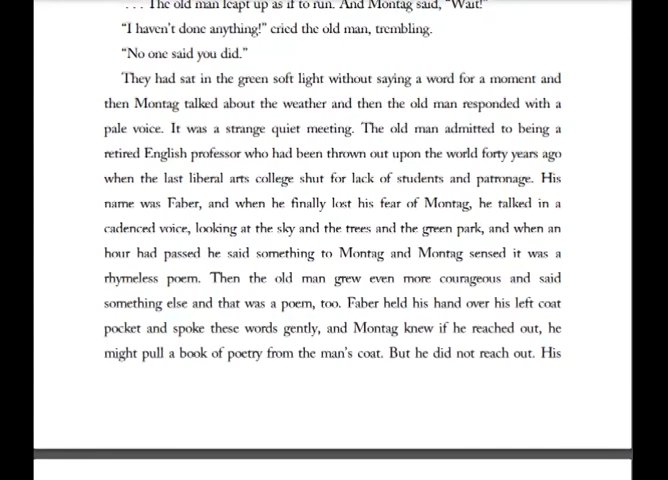 . . . The old man leapt up as if to run. And Montag said, “Wait!”
“I haven’t done anything!” cried the old man, trembling.
“No one said you did.”
They had sat in the green soft light without saying a word for a moment and
then Montag talked about the weather and then the old man responded with a
pale voice. It was a strange quiet meeting. The old man admitted to being a
retired English professor who had been thrown out upon the world forty years ago
when the last liberal arts college shut for lack of students and patronage. His
name was Faber, and when he finally lost his fear of Montag, he talked in a
cadenced voice, looking at the sky and the trees and the green park, and when an
hour had passed he said something to Montag and Montag sensed it was a
rhymeless poem. Then the old man grew even more courageous and said
something else and that was a poem, too. Faber held his hand over his left coat
pocket and spoke these words gently, and Montag knew if he reached out, he
might pull a book of poetry from the man’s coat. But he did not reach out. His